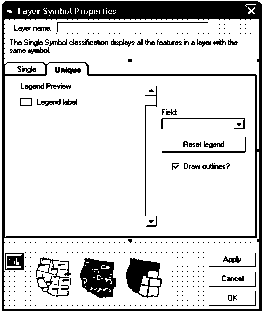 Layer Symbol Properties
Layer name:
The Single Symbol classification displays all the features in a layer with the
same symbol.
Single
Unique
Legend Preview
Legend label
Field:
Reset legend
Draw outlines?
Apply
Cancel
OK